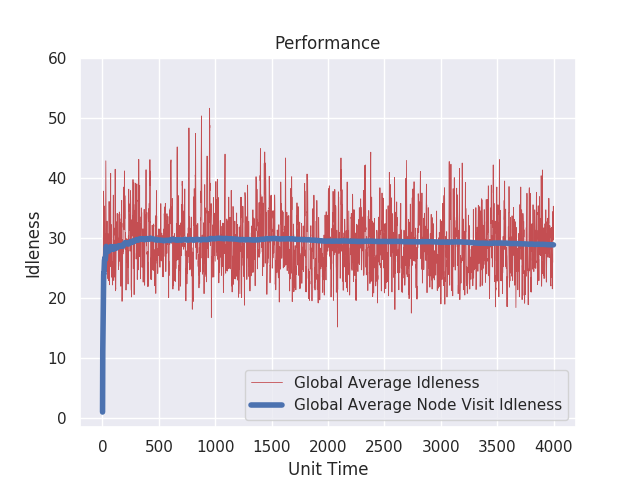 Performance
60
50
40
30
20
10
0
Idleness
Global Average Idleness
Global Average Node Visit Idleness
0 500 1000 1500 2000 2500 3000 3500 4000
Unit Time